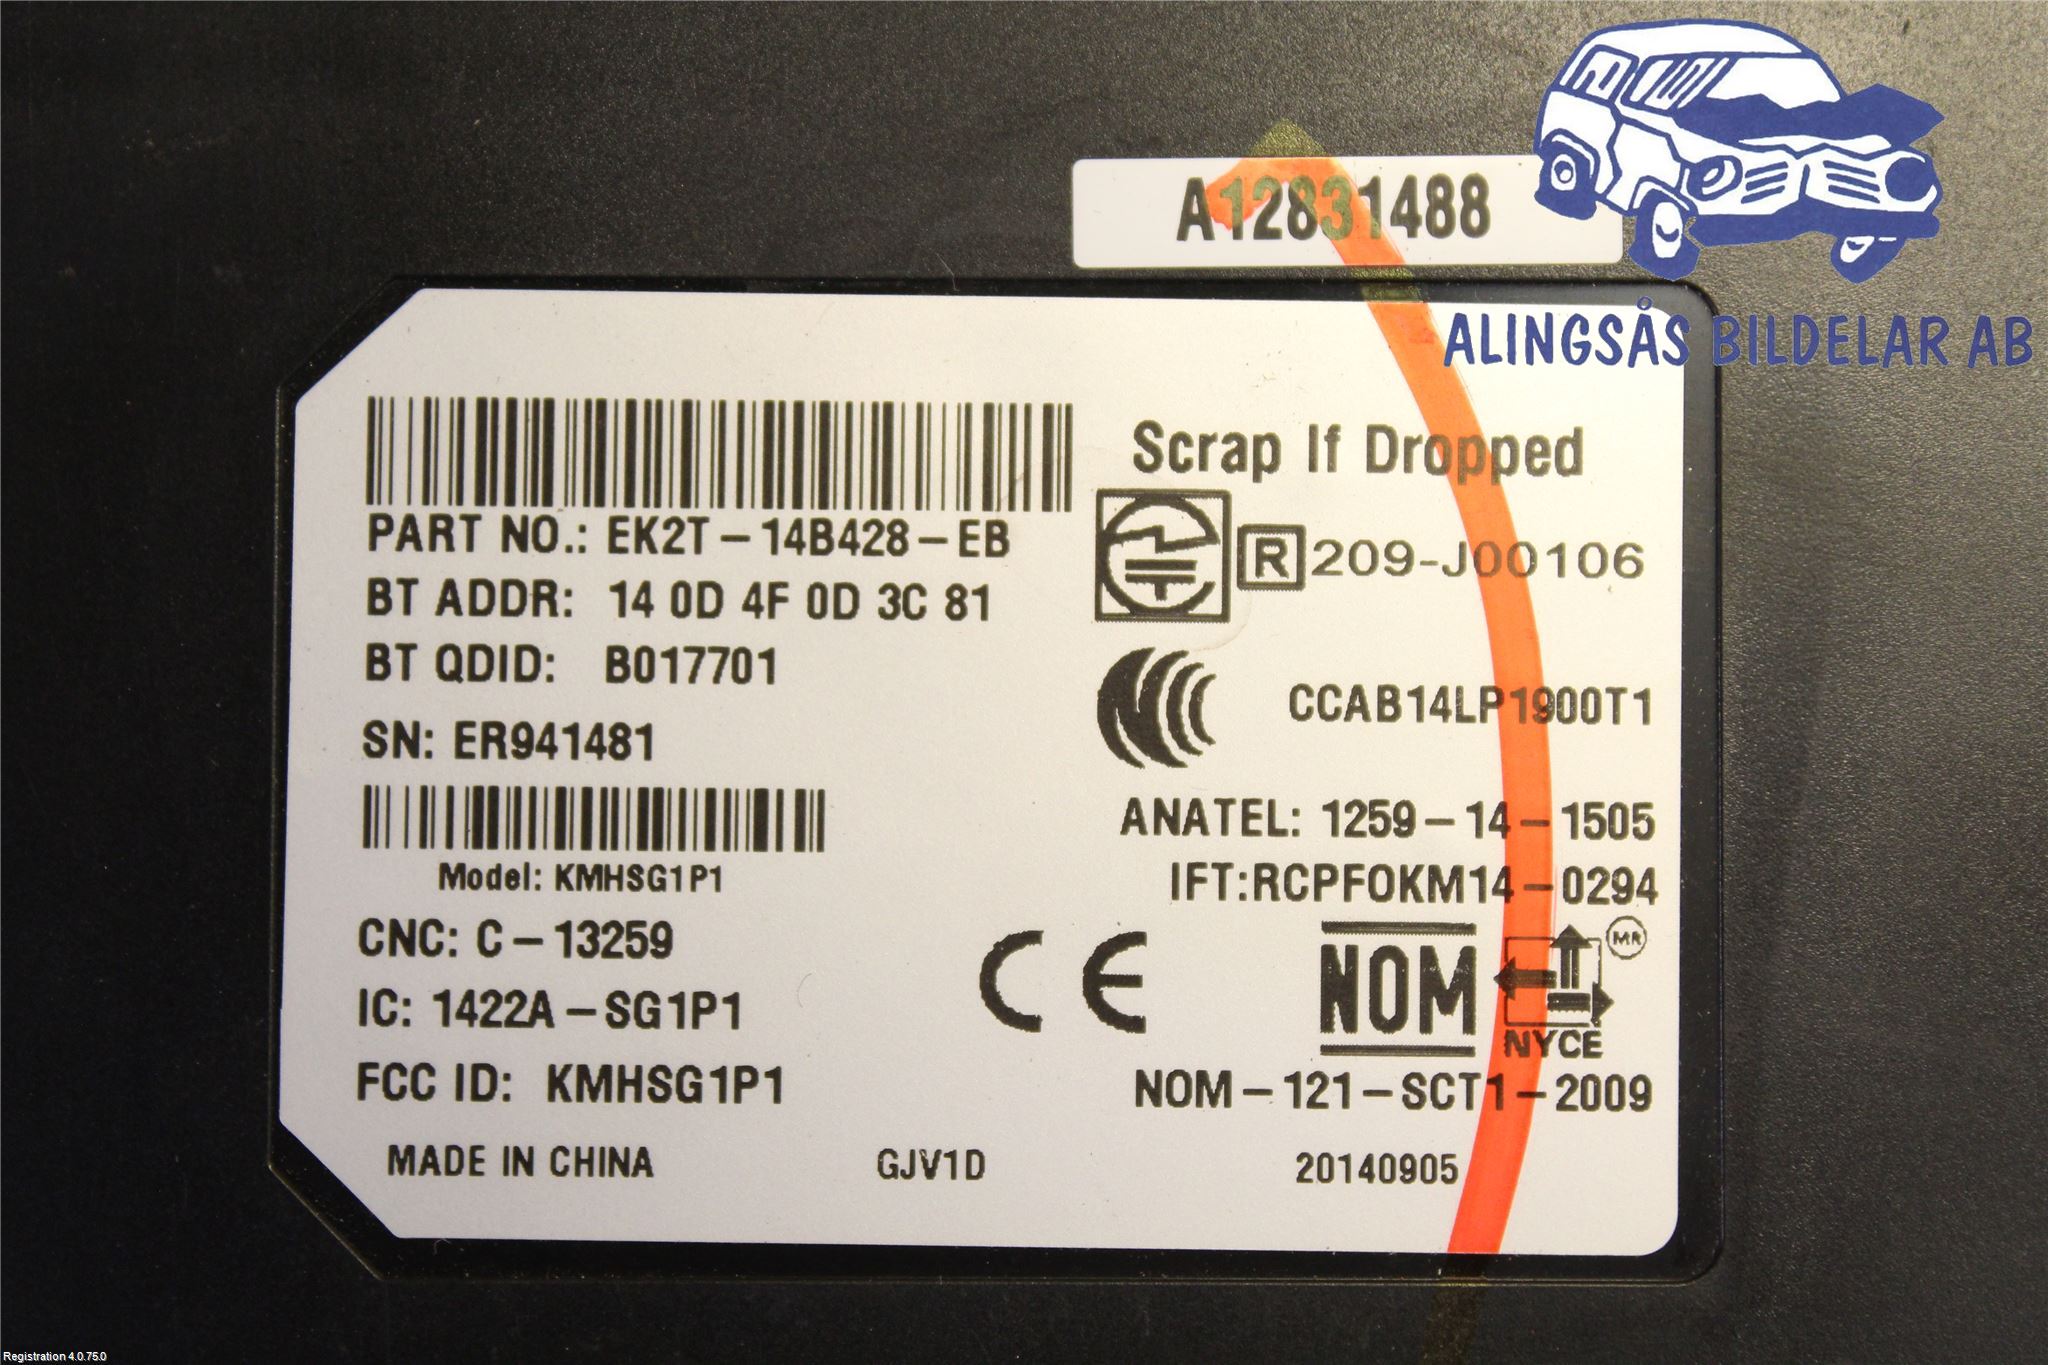 A12831488
ALINGSÅS BILDELAR AB
Scrap If Dropped
PART NO.: EK2T-14B428-EB
BT ADDR: 14 0D 4F 0D 3C 81
BT QDID: B017701
SN: ER941481
Model: KMHSG1P1
CNC: C-13259
IC: 1422A-SG1P1
FCC ID: KMHSG1P1
MADE IN CHINA
GJV1D
R 209-J00106
CCAB14LP1900T1
ANATEL: 1259-14-1505
IFT:RCPFOKM14-0294
CE
NOM
MR
NYCE
NOM-121-SCT1-2009
20140905
Registration 4.0.75.0